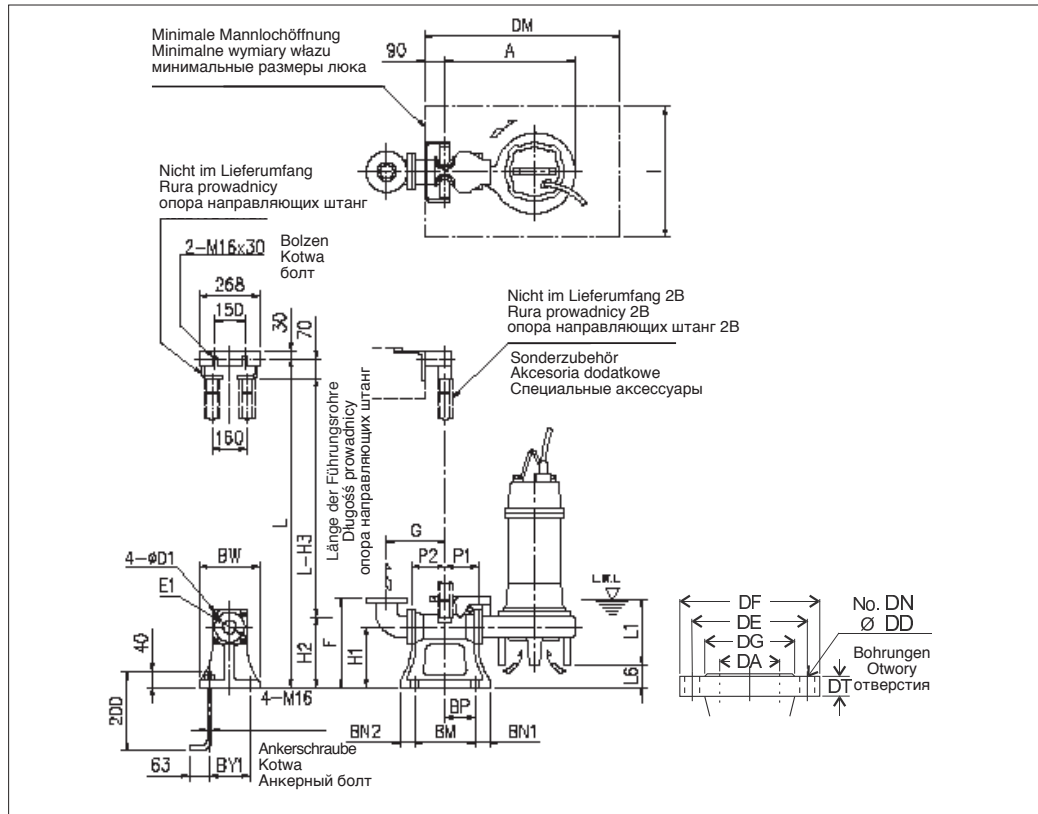 Minimale Mannlochöffnung
Minimalne wymiary włazu
минимальные размеры люка
DM
90
A
I
Nicht im Lieferumfang
Rura prowadnicy
опора направляющих штанг
2-M16x30
Bolzen
Kotwa
болт
268
150
30
70
160
Nicht im Lieferumfang 2B
Rura prowadnicy 2B
опора направляющих штанг 2B
Sonderzubehör
Akcesoria dodatkowe
Специальные аксессуары
L
L-H3
Länge der Führungsrohre
Długośś prowadnicy
опора направляющих штанг
G
P2
P1
4-øD1
BW
E1
40
H2
F
H1
L.W.L
L1
L6
200
4-M16
BP
BN2
BM
BN1
63
BY1
Ankerschraube
Kotwa
Анкерный болт
DF
DE
DG
DA
No. DN
Ø DD
Bohrungen
Otwory
отверстия
DT